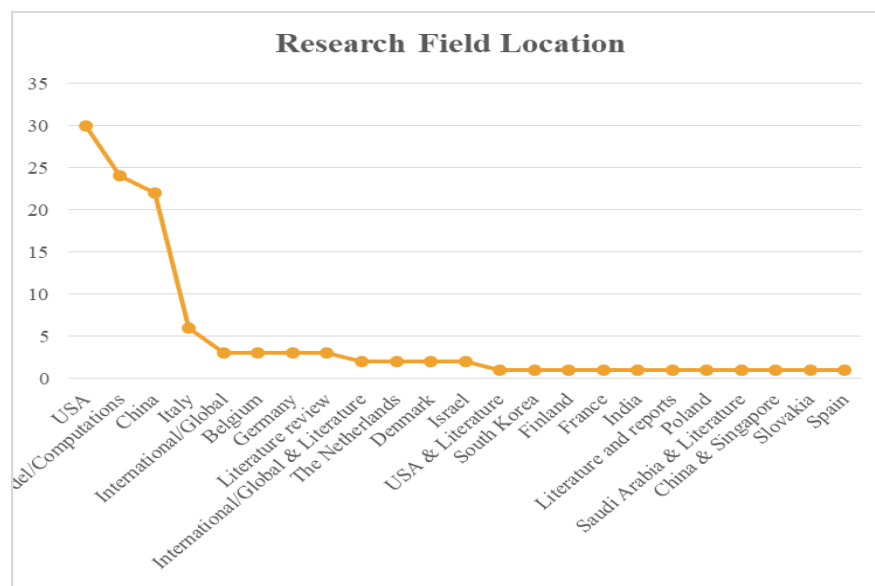 Research Field Location
35
30
25
20
15
10
5
0
USA
del/Computations
China
Italy
International/Global
Belgium
Germany
Literature review
International/Global & Literature
The Netherlands
Denmark
Israel
USA & Literature
South Korea
Finland
France
India
Literature and reports
Poland
Saudi Arabia & Literature
China & Singapore
Slovakia
Spain